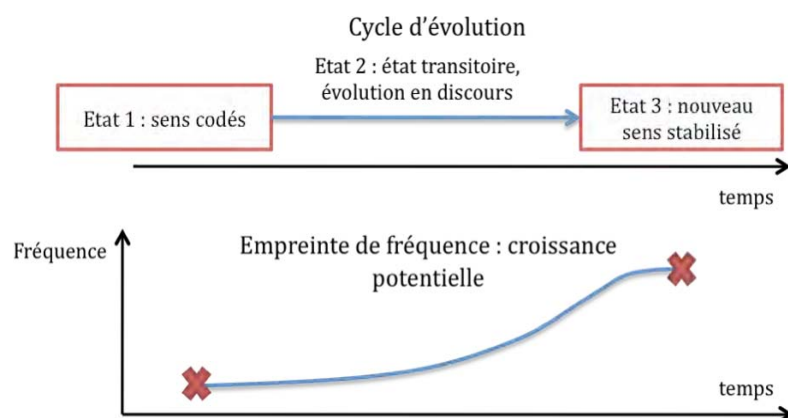 Cycle d’évolution
Etat 2 : état transitoire,
évolution en discours
Etat 1 : sens codés
Etat 3 : nouveau
sens stabilisé
temps
Fréquence
Empreinte de fréquence : croissance
potentielle
temps